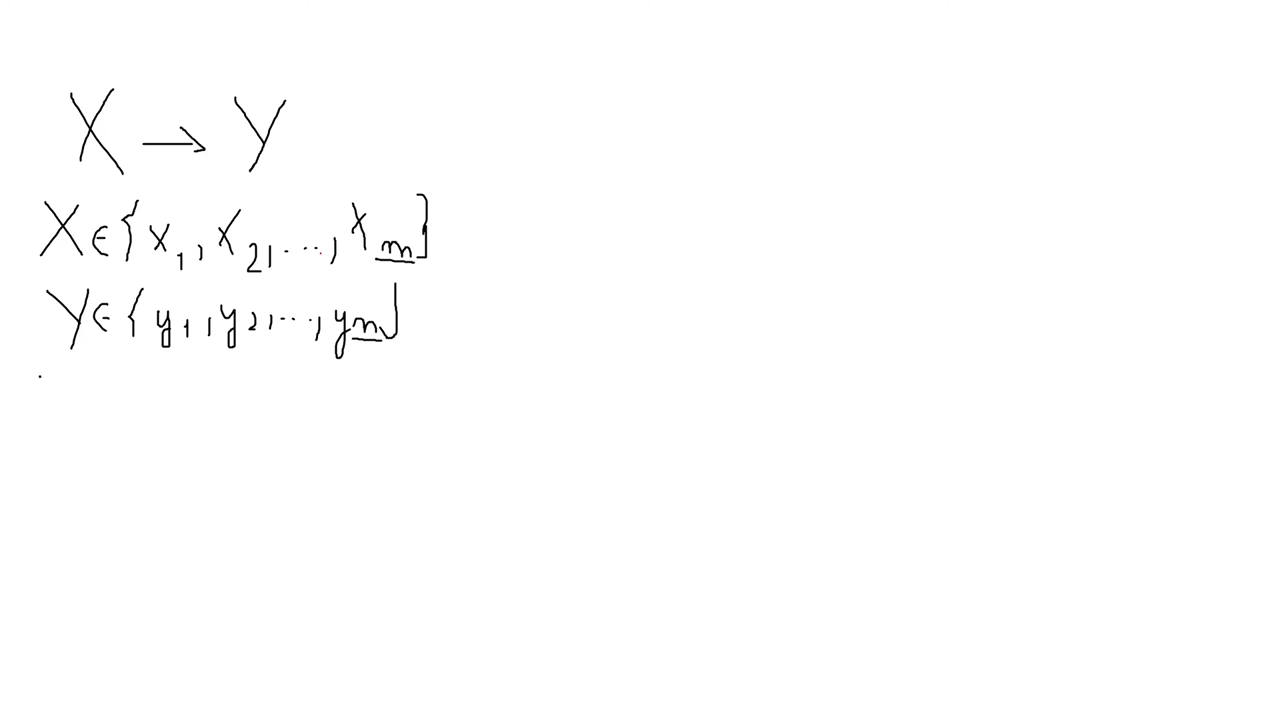 X → Y
X ∈ {x₁, x₂, ..., xₘ}
Y ∈ {y₁, y₂, ..., yₙ}